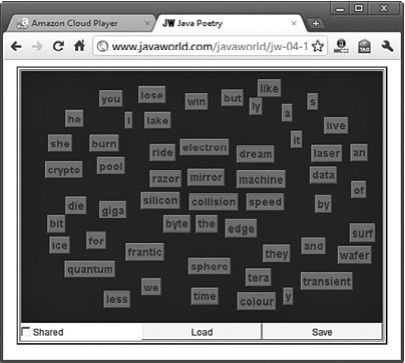 Amazon Cloud Player
JW Java Poetry
www.javaworld.com/javaworld/jw-04-1
you lose win but like
ly a s
he i lake live
she burn it
ride electron dream laser an
crypto pool
razor mirror machine data
of
die giga silicon collision speed by
bit byte the edge
ice for surf
frantic they and wafer
quantum sphere
tera transient
less we time colour y
Shared Load Save